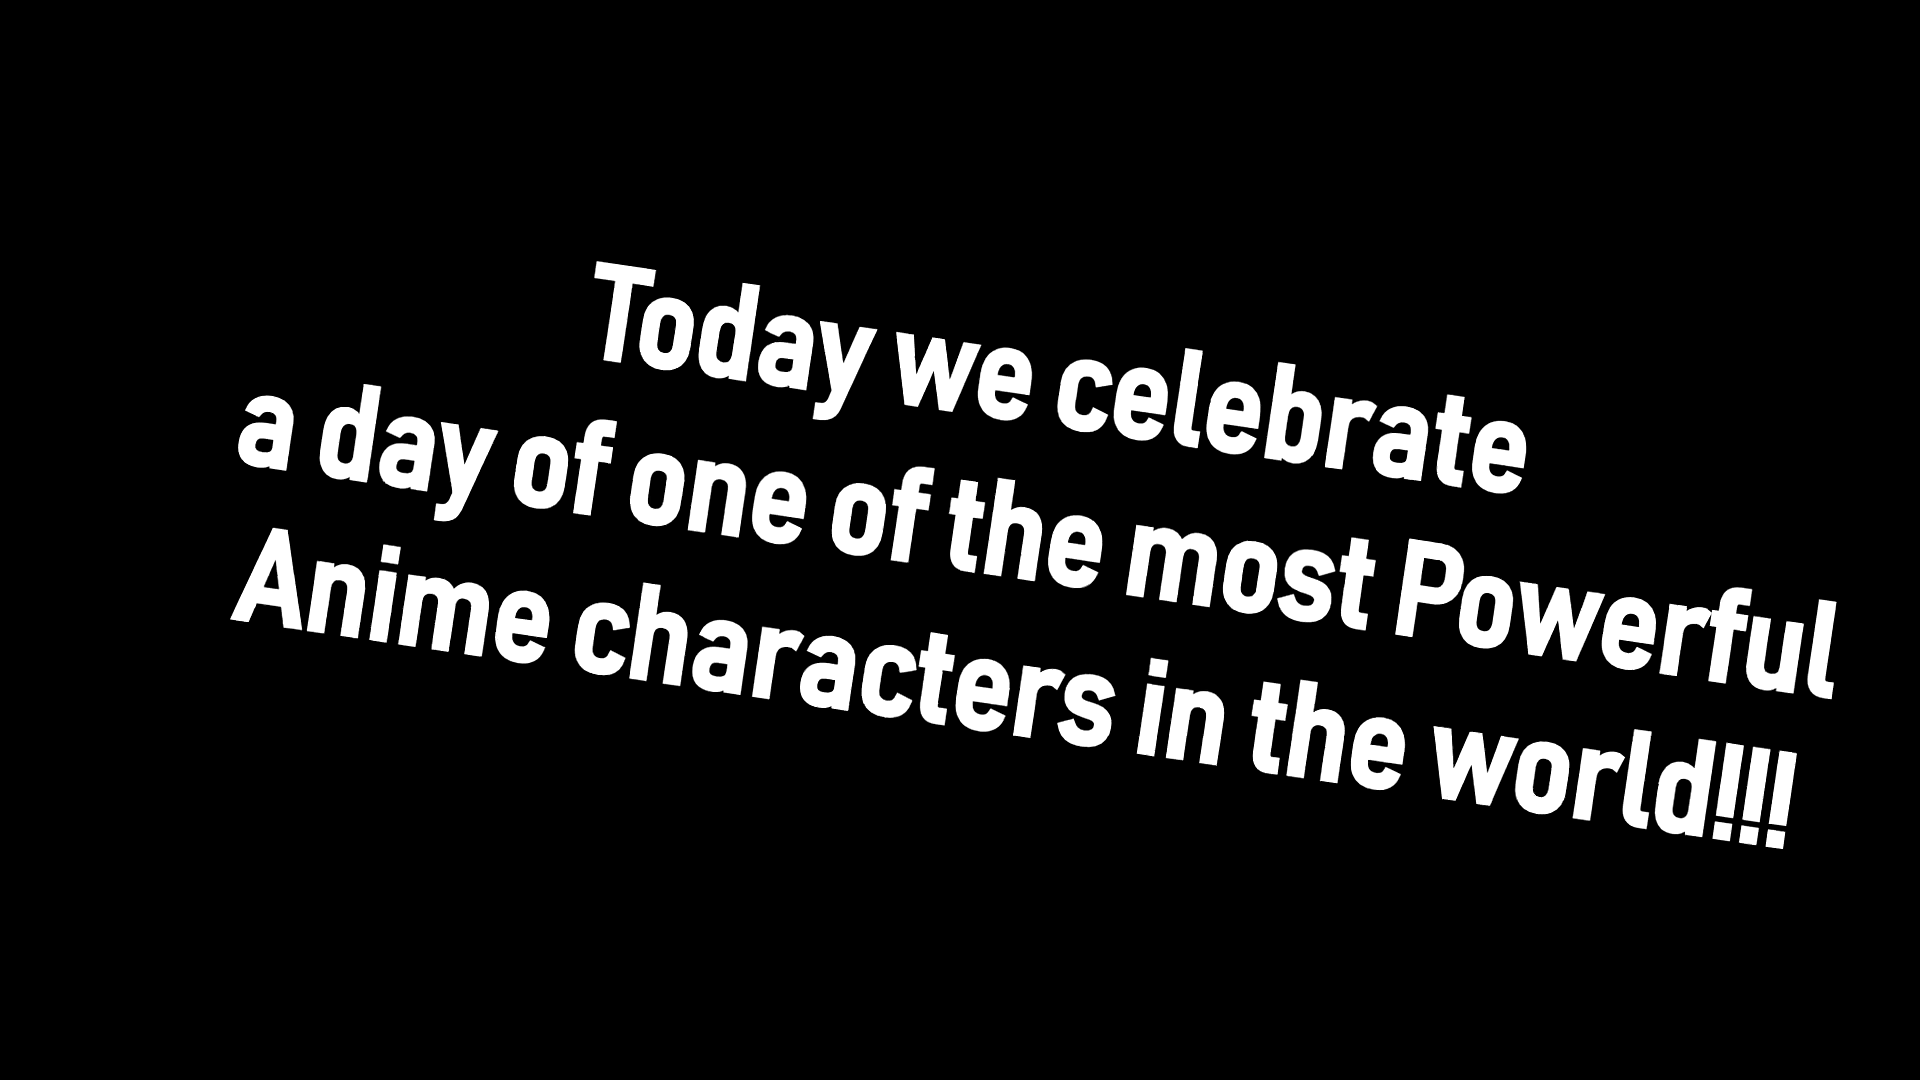 Today we celebrate
a day of one of the most Powerful
Anime characters in the world!!!